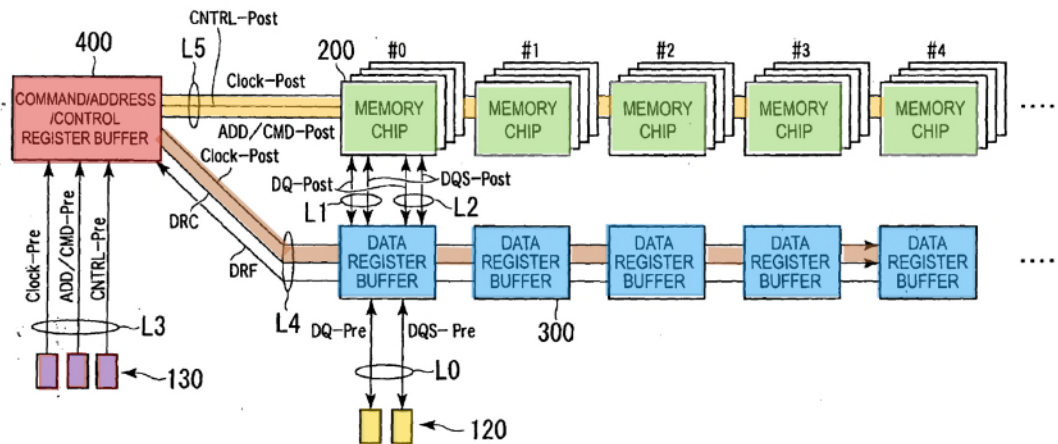 CNTRL-Post
400
L5
200
#0
#1
#2
#3
#4
Clock-Post
COMMAND/ADDRESS
/CONTROL
REGISTER BUFFER
MEMORY
CHIP
MEMORY
CHIP
MEMORY
CHIP
MEMORY
CHIP
MEMORY
CHIP
....
ADD/CMD-Post
Clock-Post
DQ-Post
DQS-Post
L1
L2
DRC
DRF
L4
DATA
REGISTER
BUFFER
DATA
REGISTER
BUFFER
DATA
REGISTER
BUFFER
DATA
REGISTER
BUFFER
DATA
REGISTER
BUFFER
....
300
Clock-Pre
ADD/CMD-Pre
CNTRL-Pre
L3
130
DQ-Pre
DQS-Pre
L0
120